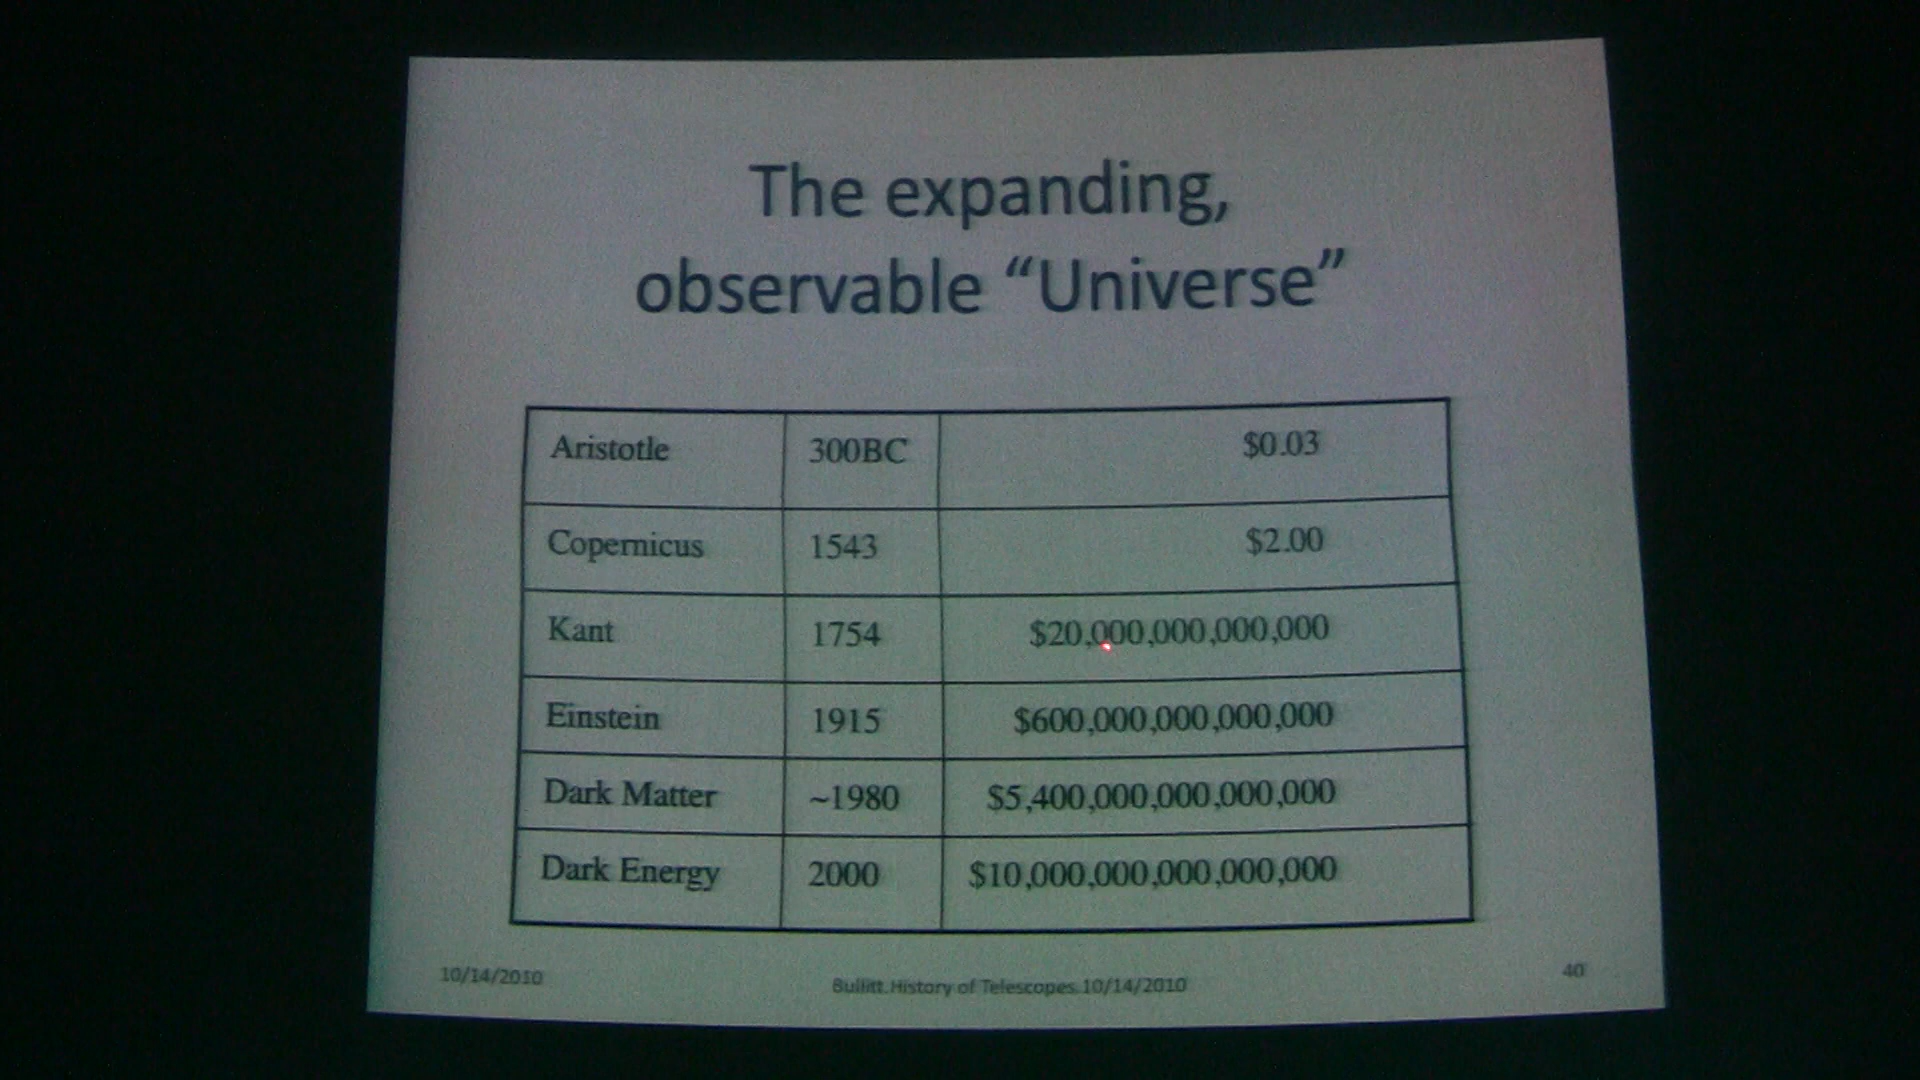 The expanding,
observable “Universe”
Aristotle 300BC $0.03
Copernicus 1543 $2.00
Kant 1754 $20,000,000,000,000
Einstein 1915 $600,000,000,000,000
Dark Matter ~1980 $5,400,000,000,000,000
Dark Energy 2000 $10,000,000,000,000,000
10/14/2010 Bullitt.History of Telescopes.10/14/2010 40